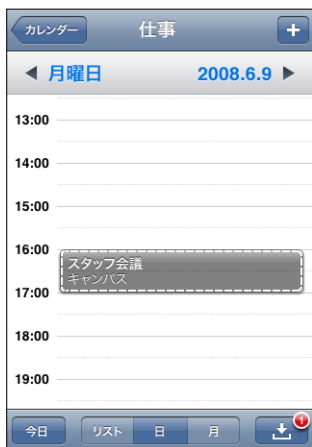 カレンダー 仕事 +
月曜日 2008.6.9
13:00
14:00
15:00
16:00
スタッフ会議
キャンパス
17:00
18:00
19:00
今日 リスト 日 月 1